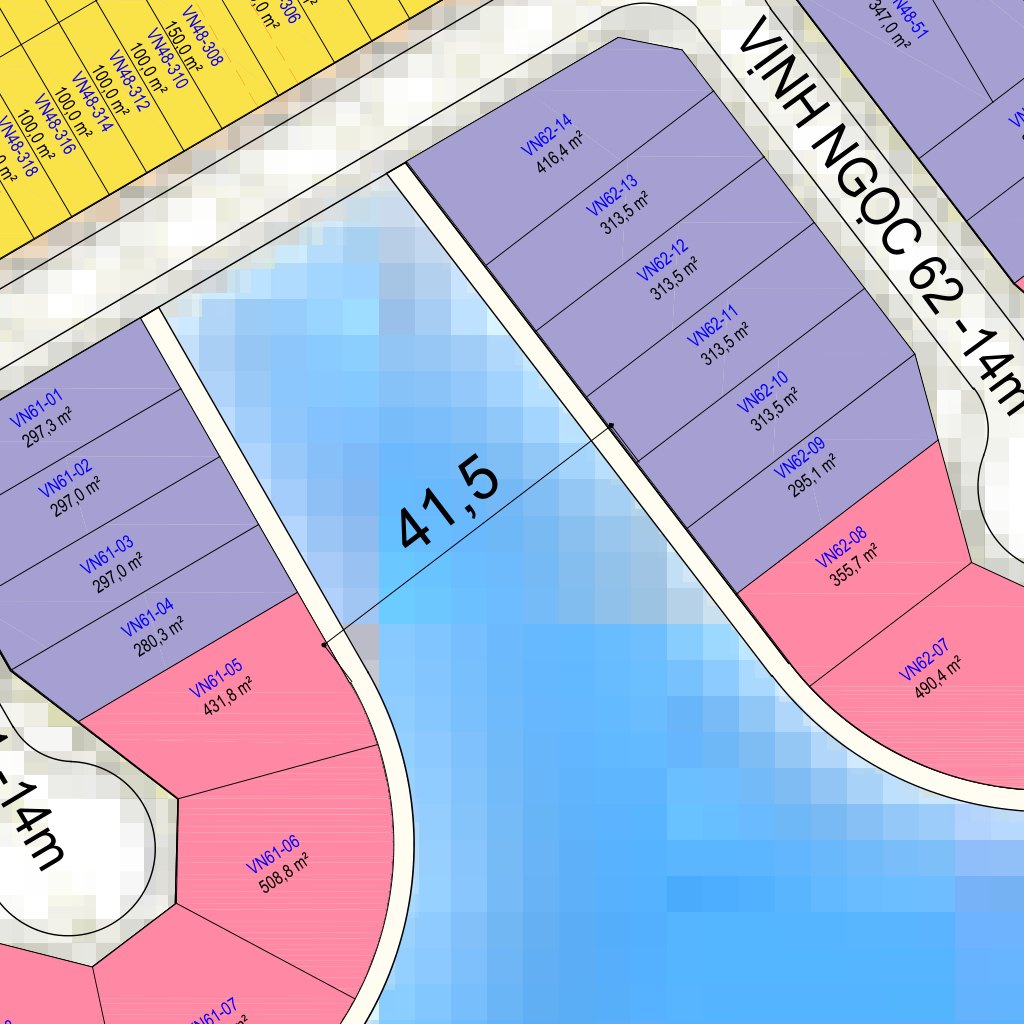 VN48-308
150,0 m²
VN48-310
100,0 m²
VN48-312
100,0 m²
VN48-314
100,0 m²
VN48-316
100,0 m²
VN48-318
VỊNH NGỌC 62 -14m
347,0 m²
VN62-14
416,4 m²
VN62-13
313,5 m²
VN62-12
313,5 m²
VN62-11
313,5 m²
VN62-10
313,5 m²
VN62-09
295,1 m²
VN62-08
355,7 m²
VN62-07
490,4 m²
41,5
VN61-01
297,3 m²
VN61-02
297,0 m²
VN61-03
297,0 m²
VN61-04
280,3 m²
VN61-05
431,8 m²
VN61-06
508,8 m²
-14m